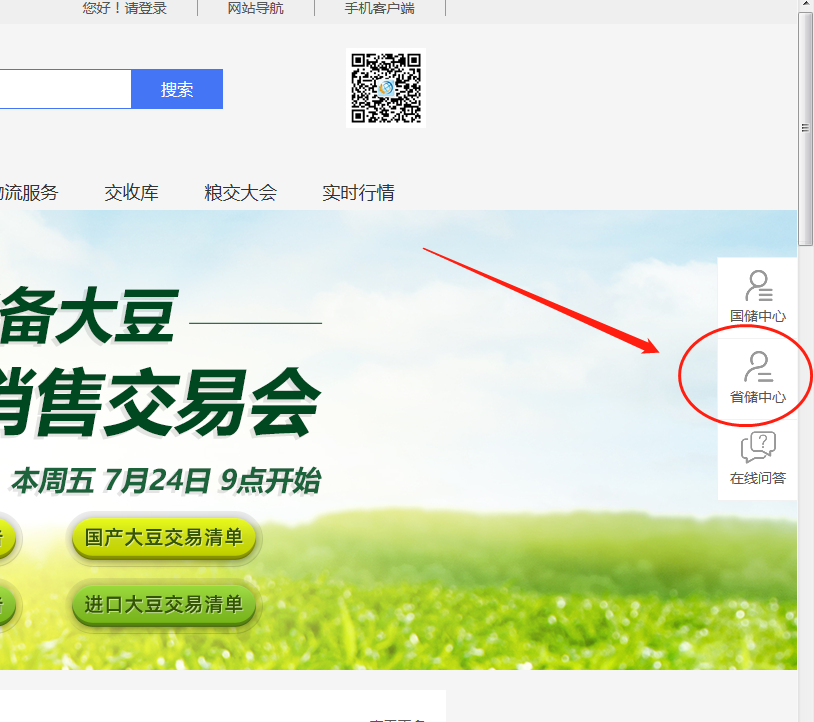 您好！请登录 网站导航 手机客户端
搜索
流服务 交收库 粮交大会 实时行情
国储中心
备大豆
省储中心
销售交易会
在线问答
本周五 7月24日 9点开始
国产大豆交易清单
进口大豆交易清单